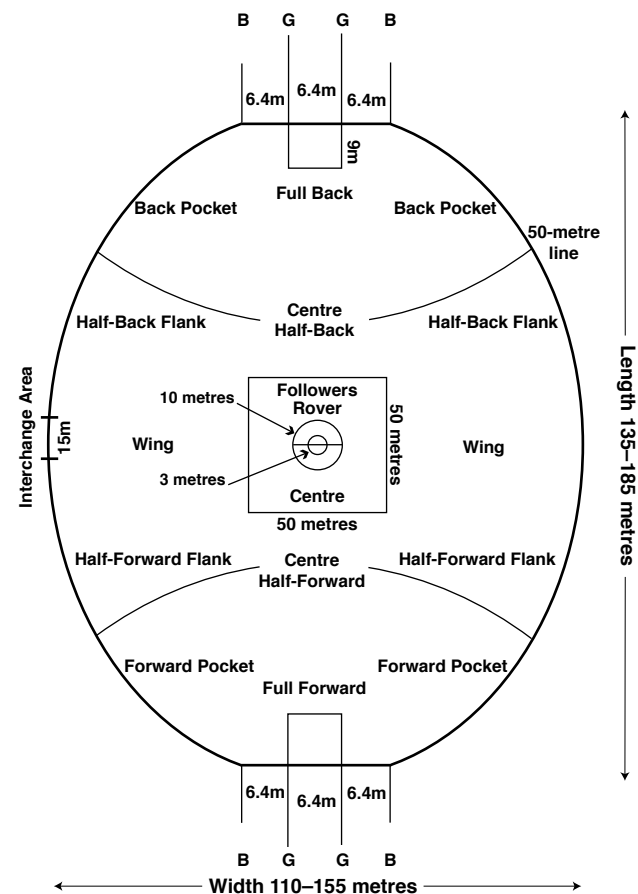 B G G B
6.4m 6.4m 6.4m
9m
Full Back
Back Pocket Back Pocket
50-metre
line
Centre
Half-Back
Half-Back Flank Half-Back Flank
Followers
Rover
10 metres
50 metres
Interchange Area
15m
Wing Wing
3 metres
Centre
50 metres
Length 135–185 metres
Half-Forward Flank Half-Forward Flank
Centre
Half-Forward
Forward Pocket Forward Pocket
Full Forward
6.4m 6.4m 6.4m
B G G B
Width 110–155 metres